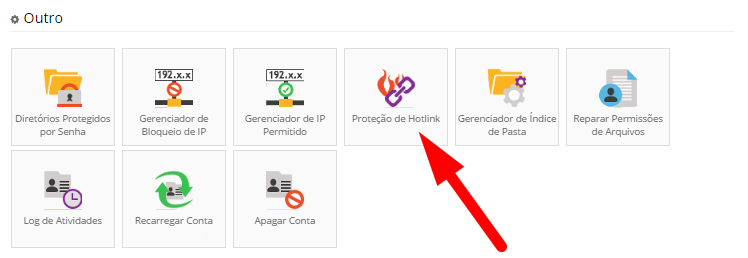 Outro
192.x.x
192.x.x
Diretórios Protegidos
por Senha
Gerenciador de
Bloqueio de IP
Gerenciador de IP
Permitido
Proteção de Hotlink
Gerenciador de Índice
de Pasta
Reparar Permissões
de Arquivos
Log de Atividades
Recarregar Conta
Apagar Conta